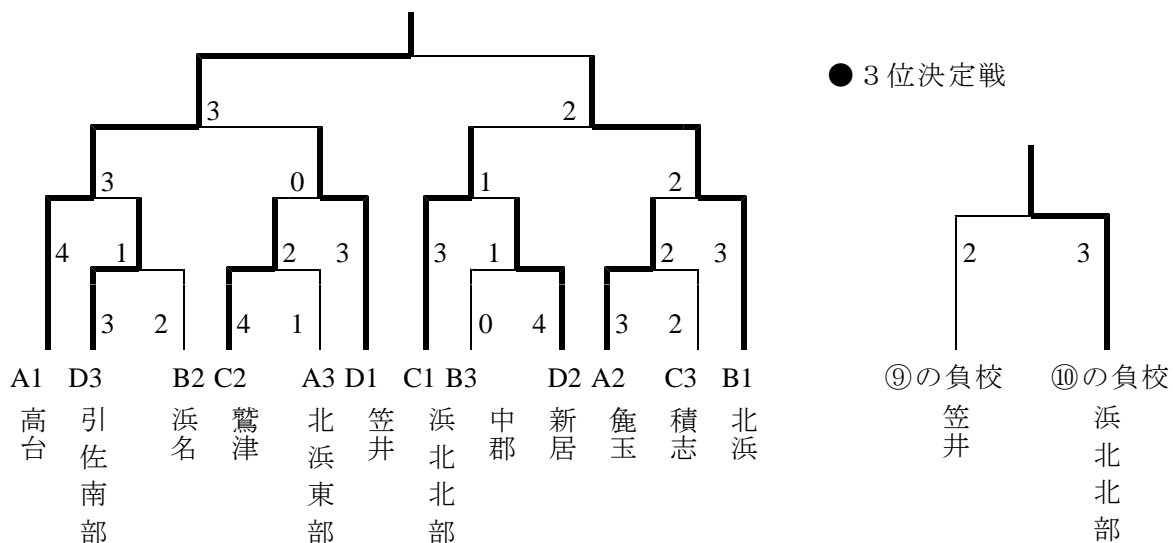 ● 3位決定戦
3 2
3 0 1 2
4 1 2 3 3 1 2 3 2 3
3 2 4 1 0 4 3 2
A1 D3 B2 C2 A3 D1 C1 B3 D2 A2 C3 B1 ⑨の負校 ⑩の負校
高台
引佐南部
浜名
鷲津
北浜東部
笠井
浜北北部
中郡
新居
麁玉
積志
北浜
笠井
浜北北部